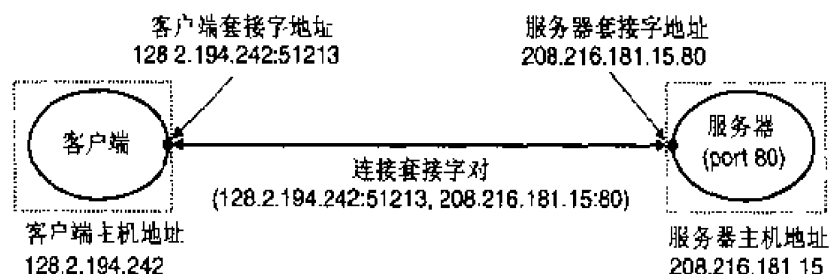 客户端套接字地址
128 2.194.242:51213
服务器套接字地址
208.216.181.15.80
客户端
服务器
(port 80)
连接套接字对
(128.2.194.242:51213, 208.216.181.15:80)
客户端主机地址
128.2.194.242
服务器主机地址
208.216.181 15